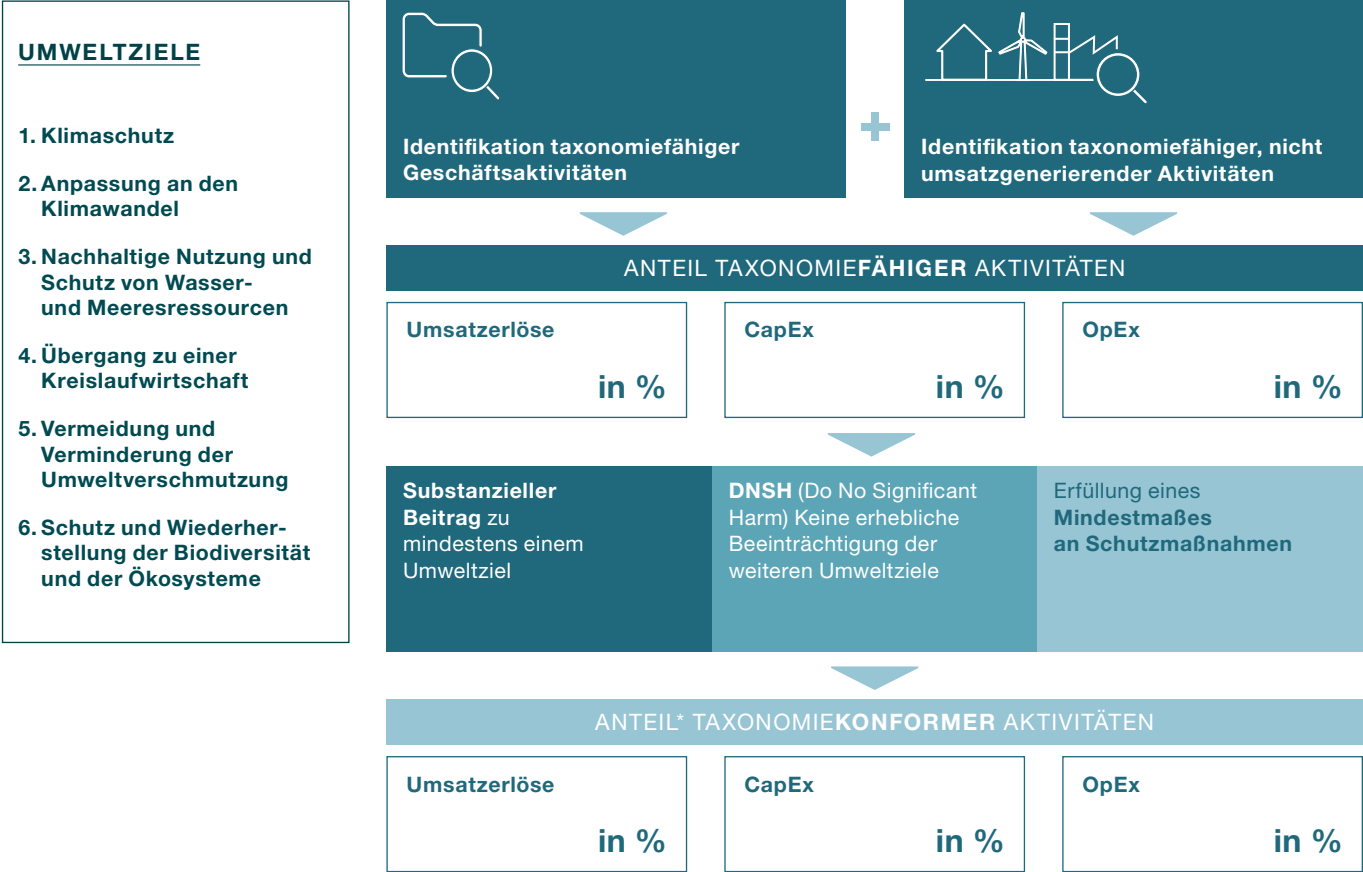 UMWELTZIELE
1. Klimaschutz
2. Anpassung an den
Klimawandel
3. Nachhaltige Nutzung und
Schutz von Wasser-
und Meeresressourcen
4. Übergang zu einer
Kreislaufwirtschaft
5. Vermeidung und
Verminderung der
Umweltverschmutzung
6. Schutz und Wiederher-
stellung der Biodiversität
und der Ökosysteme
Identifikation taxonomiefähiger
Geschäftsaktivitäten
+
Identifikation taxonomiefähiger, nicht
umsatzgenerierender Aktivitäten
ANTEIL TAXONOMIEFÄHIGER AKTIVITÄTEN
Umsatzerlöse
in %
CapEx
in %
OpEx
in %
Substanzieller
Beitrag zu
mindestens einem
Umweltziel
DNSH (Do No Significant
Harm) Keine erhebliche
Beeinträchtigung der
weiteren Umweltziele
Erfüllung eines
Mindestmaßes
an Schutzmaßnahmen
ANTEIL* TAXONOMIEKONFORMER AKTIVITÄTEN
Umsatzerlöse
in %
CapEx
in %
OpEx
in %